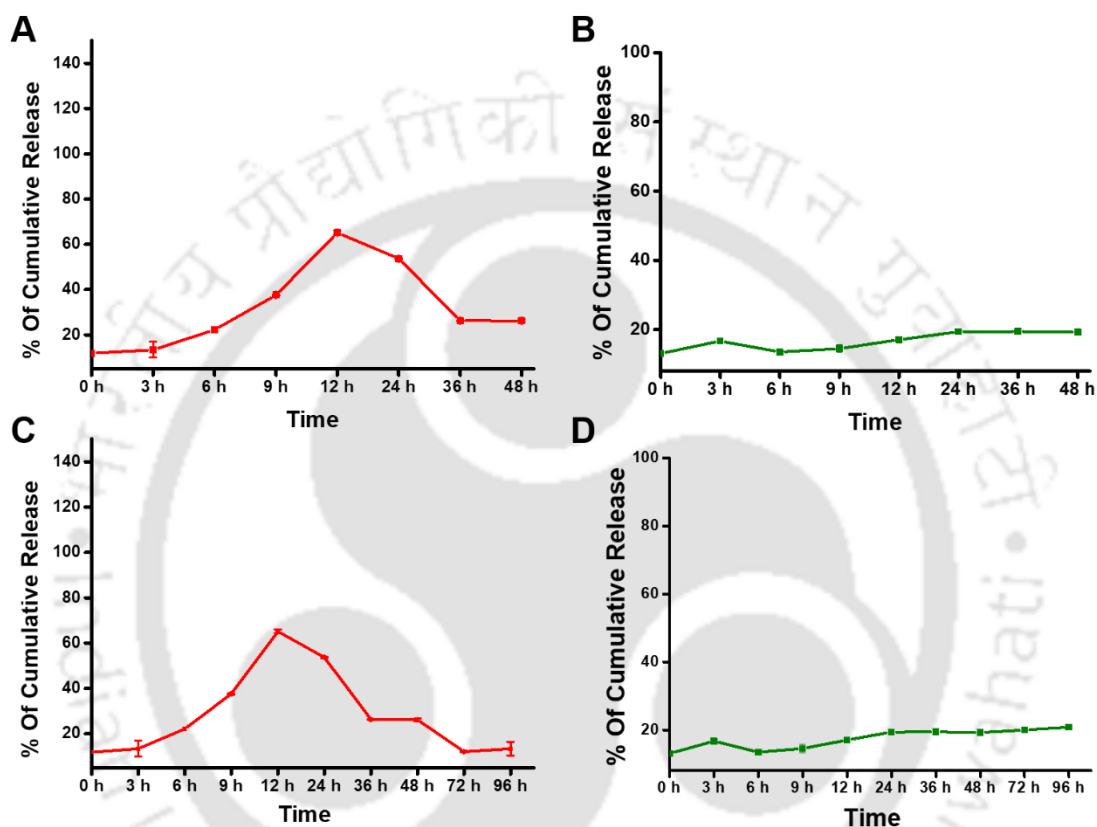 A
% Of Cumulative Release
140
120
100
80
60
40
20
0 h 3 h 6 h 9 h 12 h 24 h 36 h 48 h
Time
B
% Of Cumulative Release
100
80
60
40
20
0 h 3 h 6 h 9 h 12 h 24 h 36 h 48 h
Time
C
% Of Cumulative Release
140
120
100
80
60
40
20
0 h 3 h 6 h 9 h 12 h 24 h 36 h 48 h 72 h 96 h
Time
D
% Of Cumulative Release
100
80
60
40
20
0 h 3 h 6 h 9 h 12 h 24 h 36 h 48 h 72 h 96 h
Time
प्रौद्योगिकी